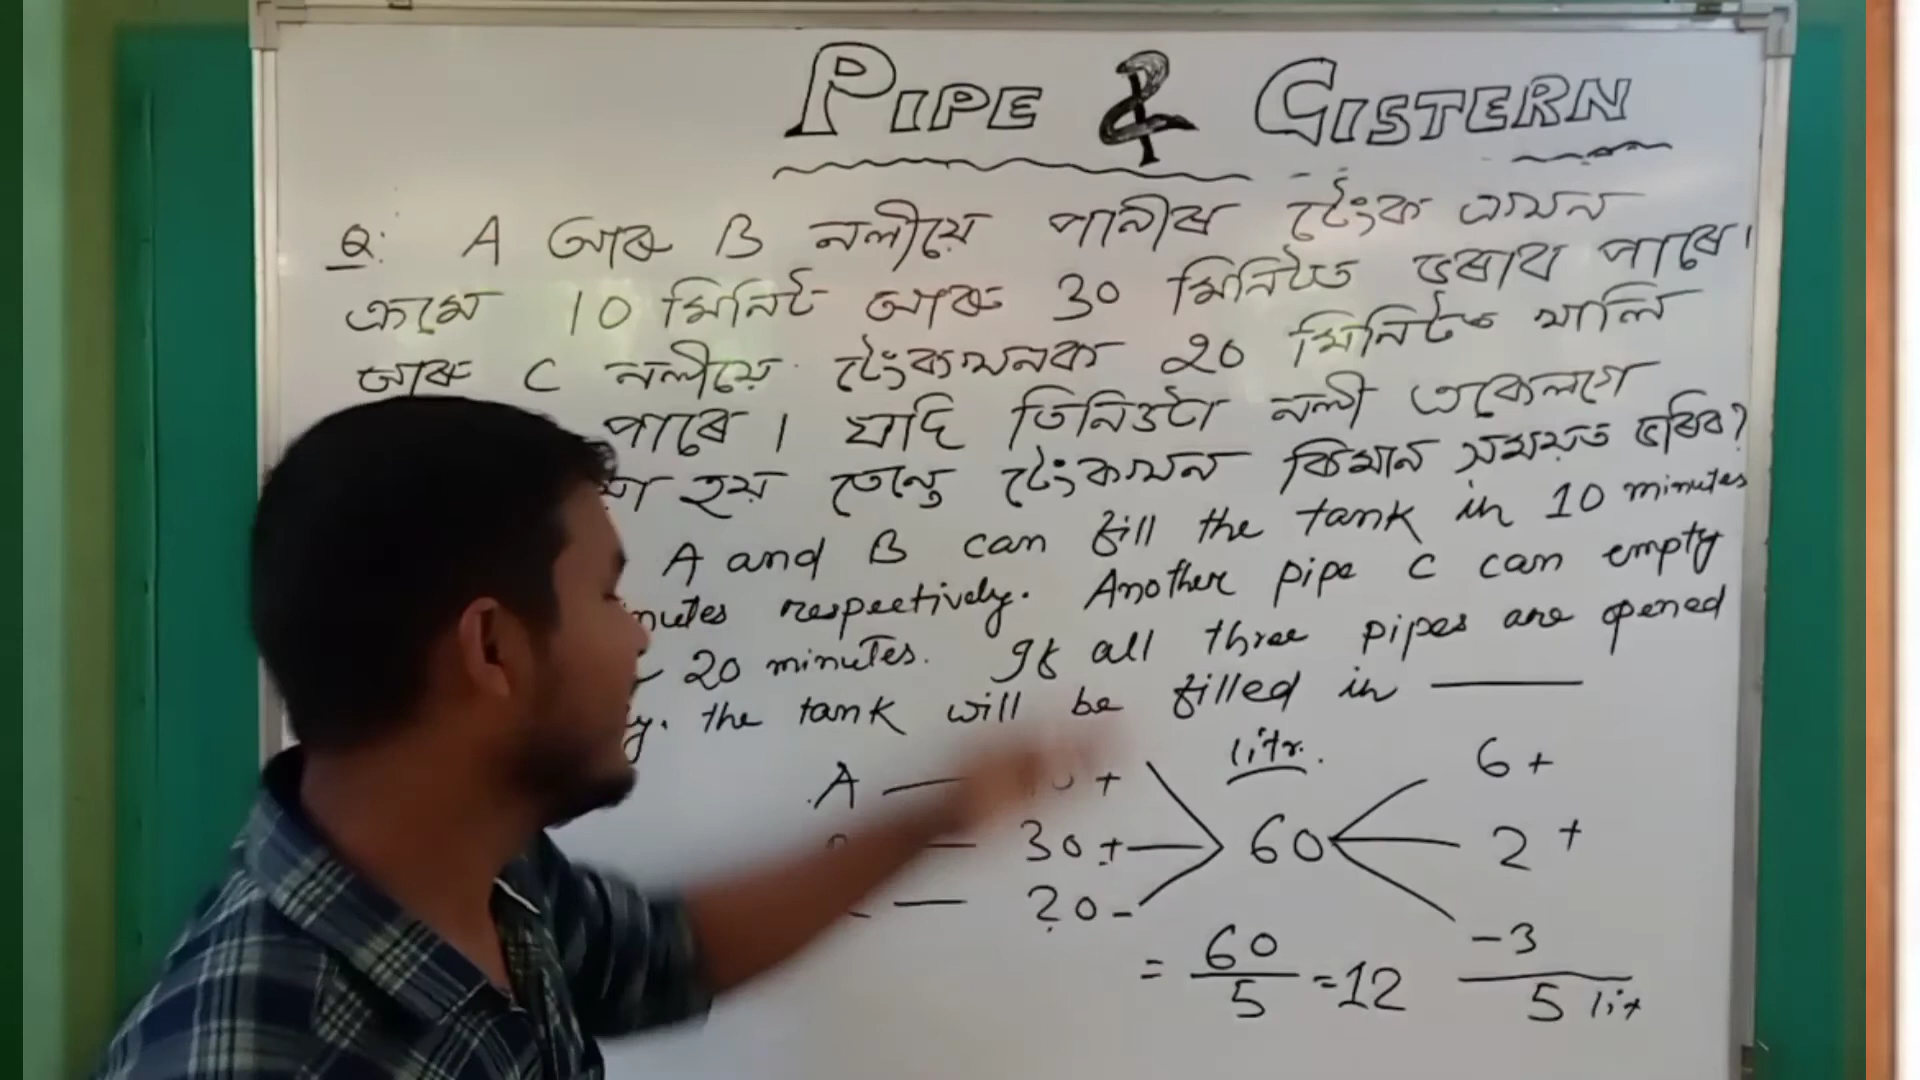 PIPE & CISTERN
Q: A আৰু B নলীয়ে পানীৰ টেংক এখন
ক্ৰমে 10 মিনিট আৰু 30 মিনিটত ভৰাব পাৰে।
আৰু C নলীয়ে টেংকখনক 20 মিনিটত খালি
পাৰে। যদি তিনিওটা নলী একেলগে
হয় তেন্তে টেংকখন কিমান সময়ত ভৰিব?
A and B can fill the tank in 10 minutes
respectively. Another pipe C can empty
20 minutes. If all three pipes are opened
the tank will be filled in ______
litr.
A — + 6 +
— 30 + 60 2 +
— 20 - -3
= 60/5 = 12 5 lit